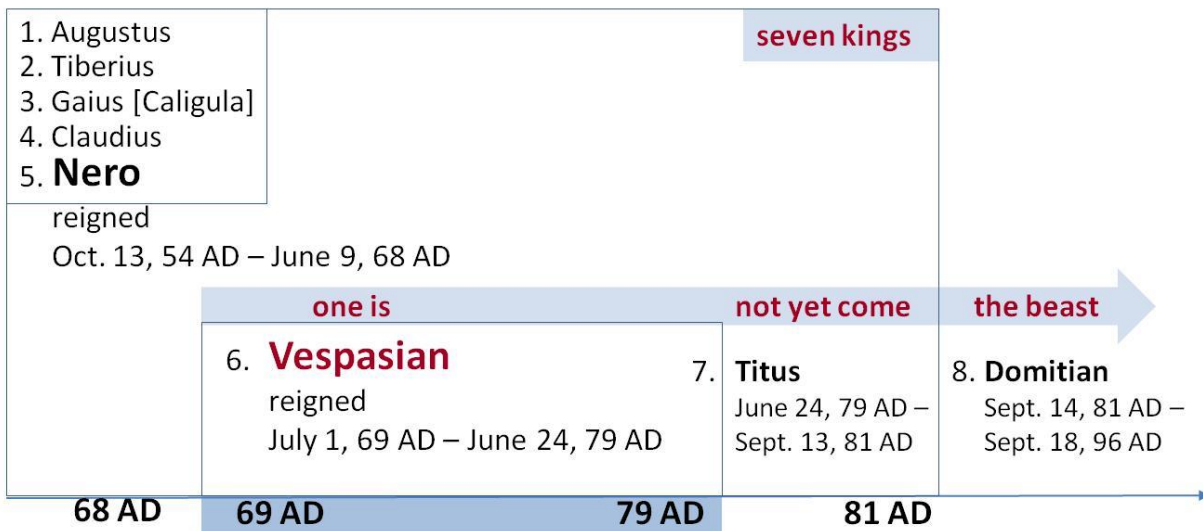 1. Augustus
2. Tiberius
3. Gaius [Caligula]
4. Claudius
5. Nero
reigned
Oct. 13, 54 AD – June 9, 68 AD
seven kings
one is
not yet come
the beast
6. Vespasian
reigned
July 1, 69 AD – June 24, 79 AD
7. Titus
June 24, 79 AD –
Sept. 13, 81 AD
8. Domitian
Sept. 14, 81 AD –
Sept. 18, 96 AD
68 AD
69 AD
79 AD
81 AD